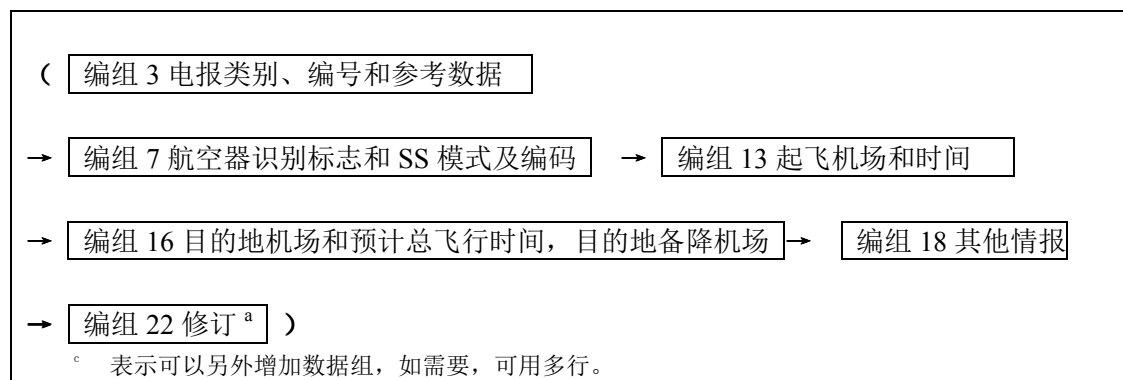 （ 编组 3 电报类别、编号和参考数据
→ 编组 7 航空器识别标志和 SS 模式及编码 → 编组 13 起飞机场和时间
→ 编组 16 目的地机场和预计总飞行时间，目的地备降机场 → 编组 18 其他情报
→ 编组 22 修订 a ）
c 表示可以另外增加数据组，如需要，可用多行。